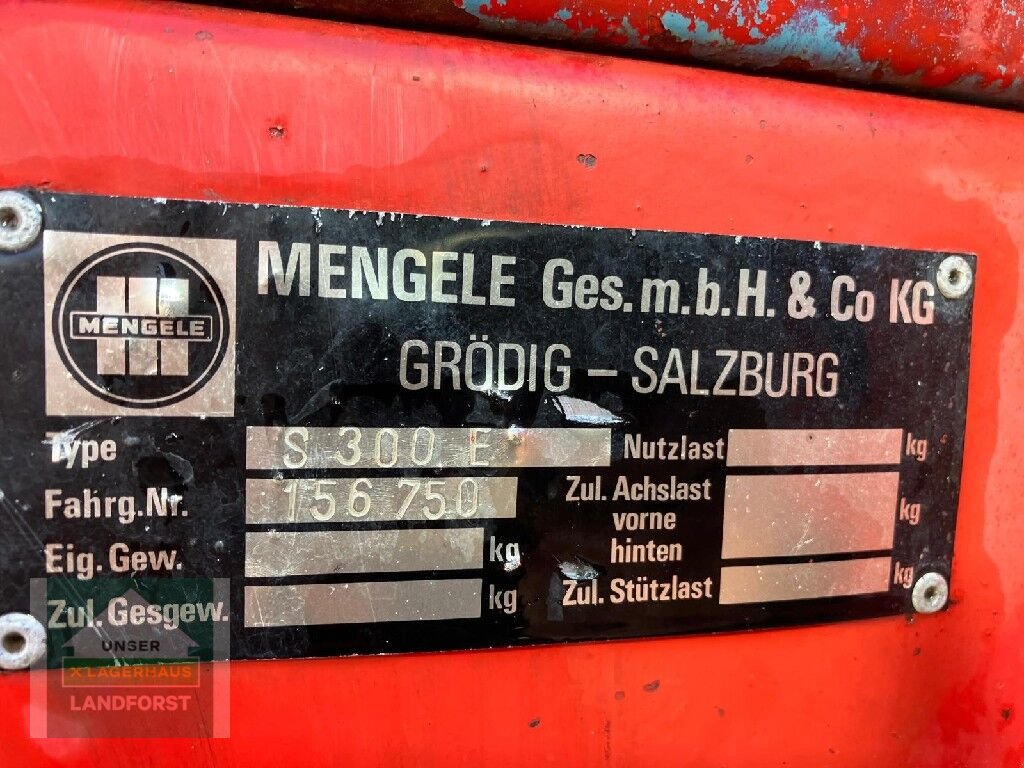 MENGELE
MENGELE Ges.m.b.H. & Co KG
GRÖDIG – SALZBURG
Type S 300 E
Fahrg.Nr. 156 750
Eig. Gew. kg
Zul. Gesgew. kg
Nutzlast kg
Zul. Achslast
vorne kg
hinten
Zul. Stützlast kg
UNSER
X LAGERHAUS
LANDFORST